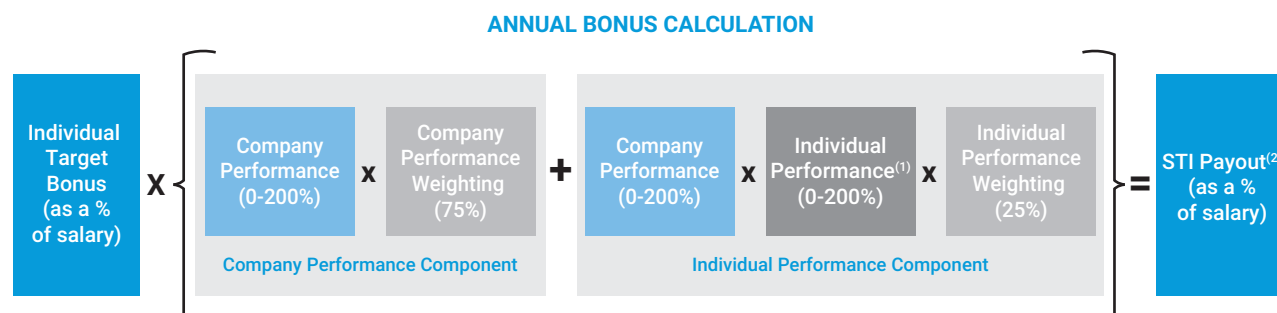 ANNUAL BONUS CALCULATION
Individual
Target
Bonus
(as a %
of salary)
x
{
Company
Performance
(0-200%)
x
Company
Performance
Weighting
(75%)
Company Performance Component
+
Company
Performance
(0-200%)
x
Individual
Performance(1)
(0-200%)
x
Individual
Performance
Weighting
(25%)
Individual Performance Component
}
=
STI Payout(2
(as a %
of salary)